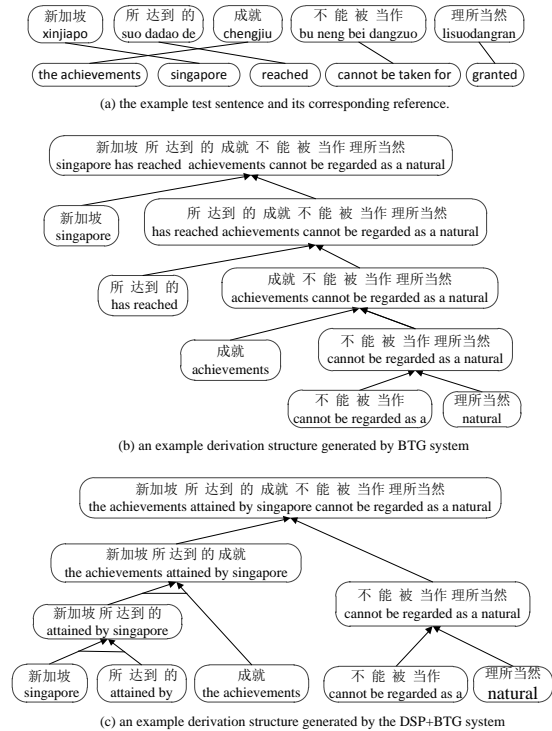 新加坡 所 达到 的 成就 不 能 被 当作 理所当然
xinjiapo suo dadao de chengjiu bu neng bei dangzuo lisuodangran
the achievements singapore reached cannot be taken for granted
(a) the example test sentence and its corresponding reference.
新加坡 所 达到 的 成就 不 能 被 当作 理所当然
singapore has reached achievements cannot be regarded as a natural
新加坡
singapore
所 达到 的 成就 不 能 被 当作 理所当然
has reached achievements cannot be regarded as a natural
所 达到 的
has reached
成就 不 能 被 当作 理所当然
achievements cannot be regarded as a natural
成就
achievements
不 能 被 当作 理所当然
cannot be regarded as a natural
不 能 被 当作
cannot be regarded as a
理所当然
natural
(b) an example derivation structure generated by BTG system
新加坡 所 达到 的 成就 不 能 被 当作 理所当然
the achievements attained by singapore cannot be regarded as a natural
新加坡 所 达到 的 成就
the achievements attained by singapore
不 能 被 当作 理所当然
cannot be regarded as a natural
新加坡 所 达到 的
attained by singapore
新加坡
singapore
所 达到 的
attained by
成就
the achievements
不 能 被 当作
cannot be regarded as a
理所当然
natural
(c) an example derivation structure generated by the DSP+BTG system